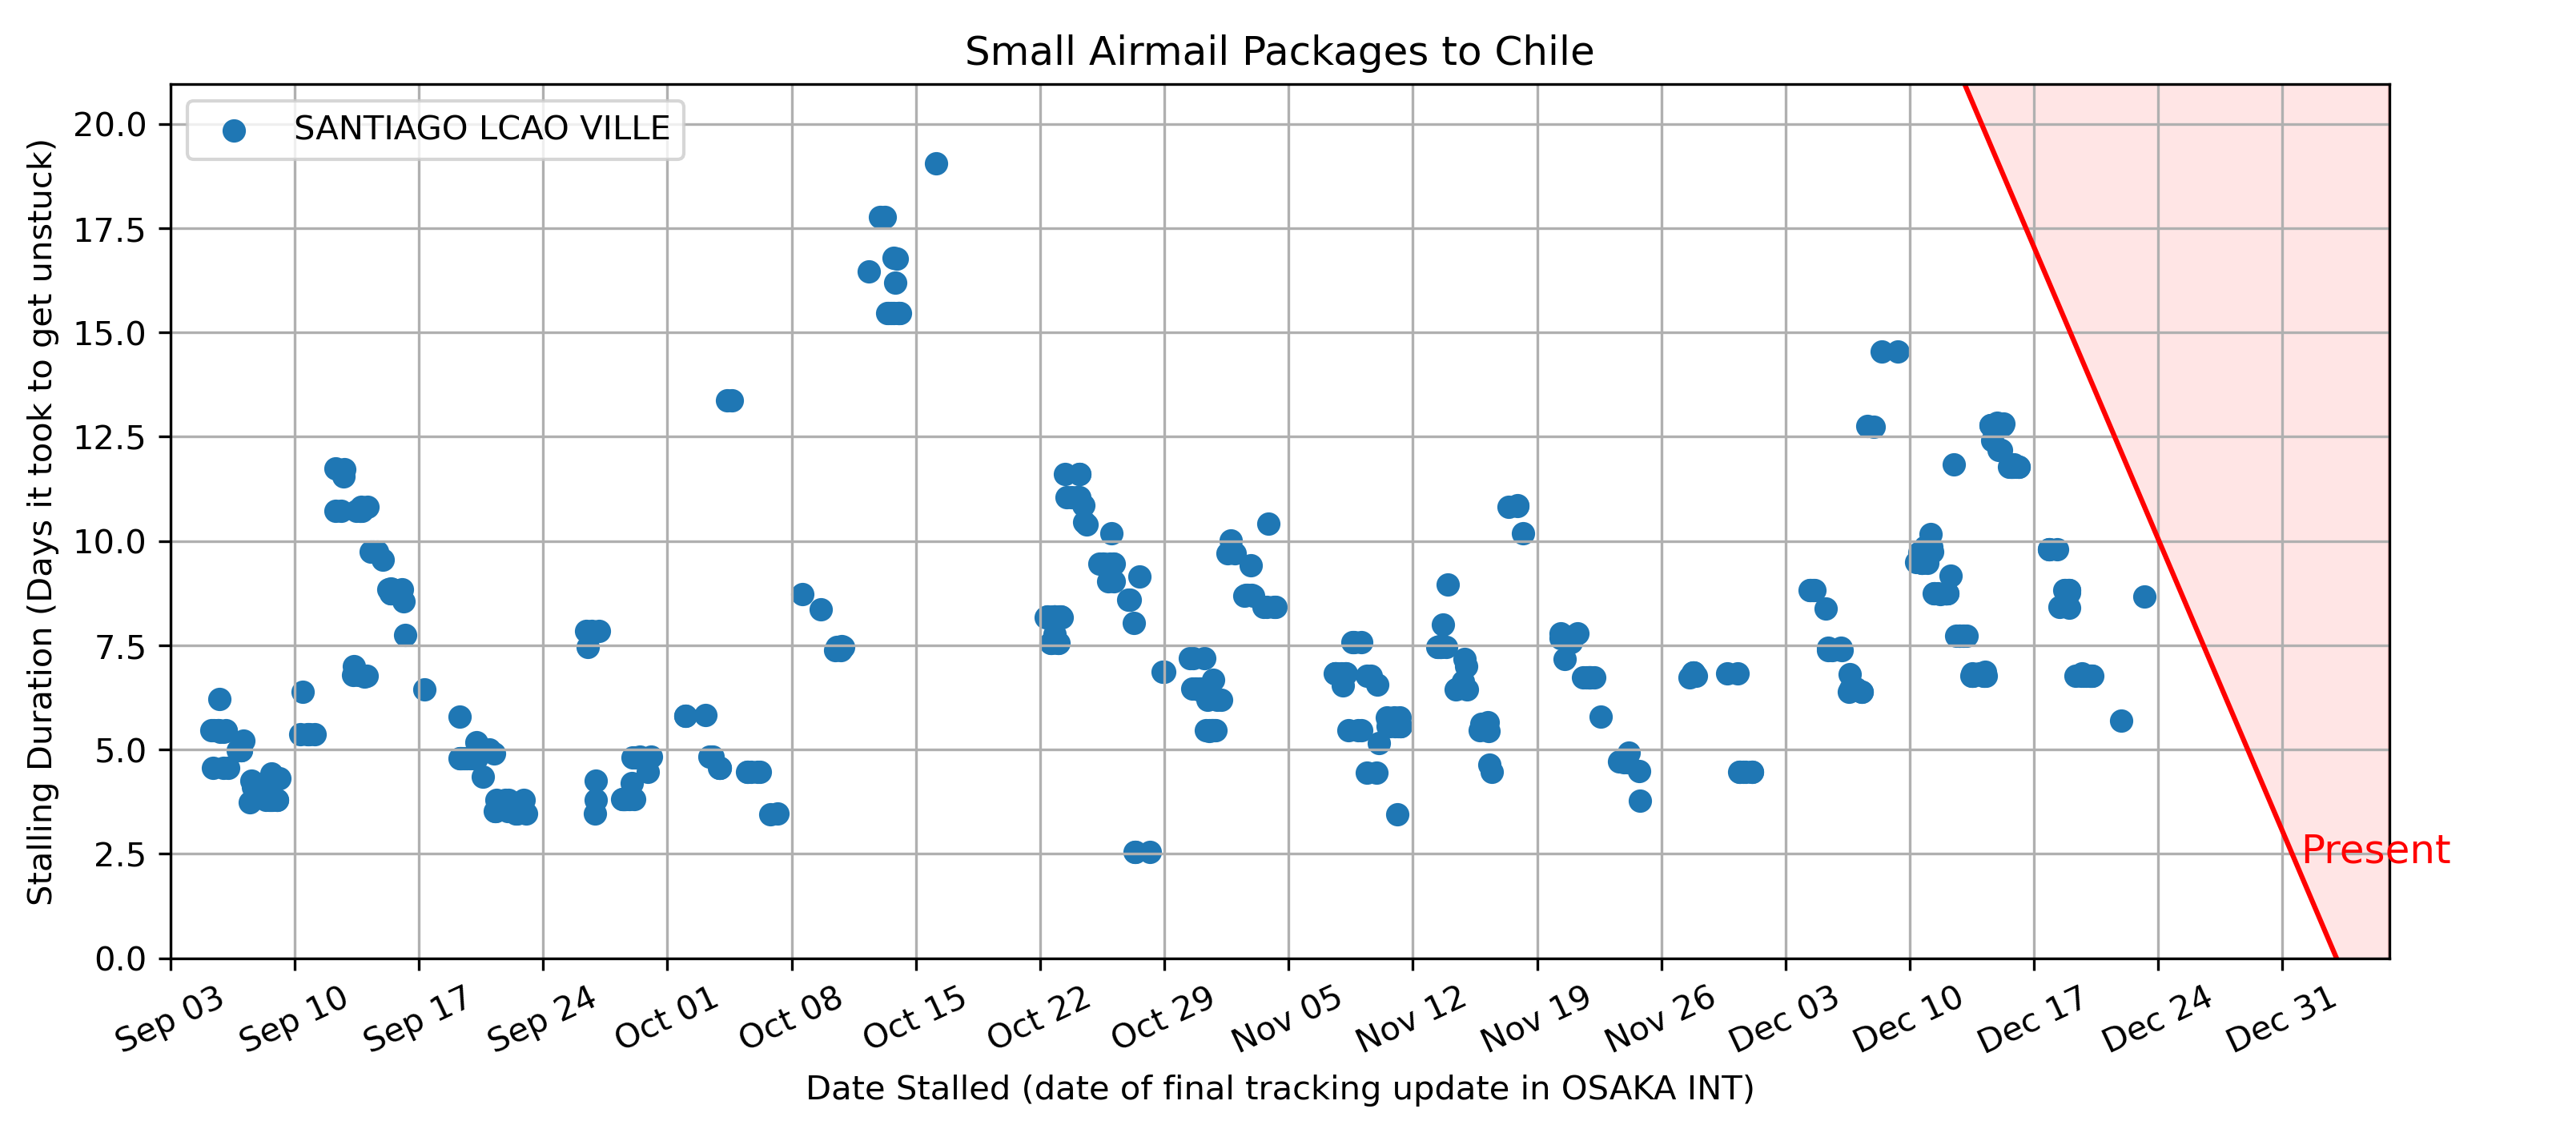 Small Airmail Packages to Chile
SANTIAGO LCAO VILLE
Stalling Duration (Days it took to get unstuck)
20.0
17.5
15.0
12.5
10.0
7.5
5.0
2.5
0.0
Present
Sep 03
Sep 10
Sep 17
Sep 24
Oct 01
Oct 08
Oct 15
Oct 22
Oct 29
Nov 05
Nov 12
Nov 19
Nov 26
Dec 03
Dec 10
Dec 17
Dec 24
Dec 31
Date Stalled (date of final tracking update in OSAKA INT)